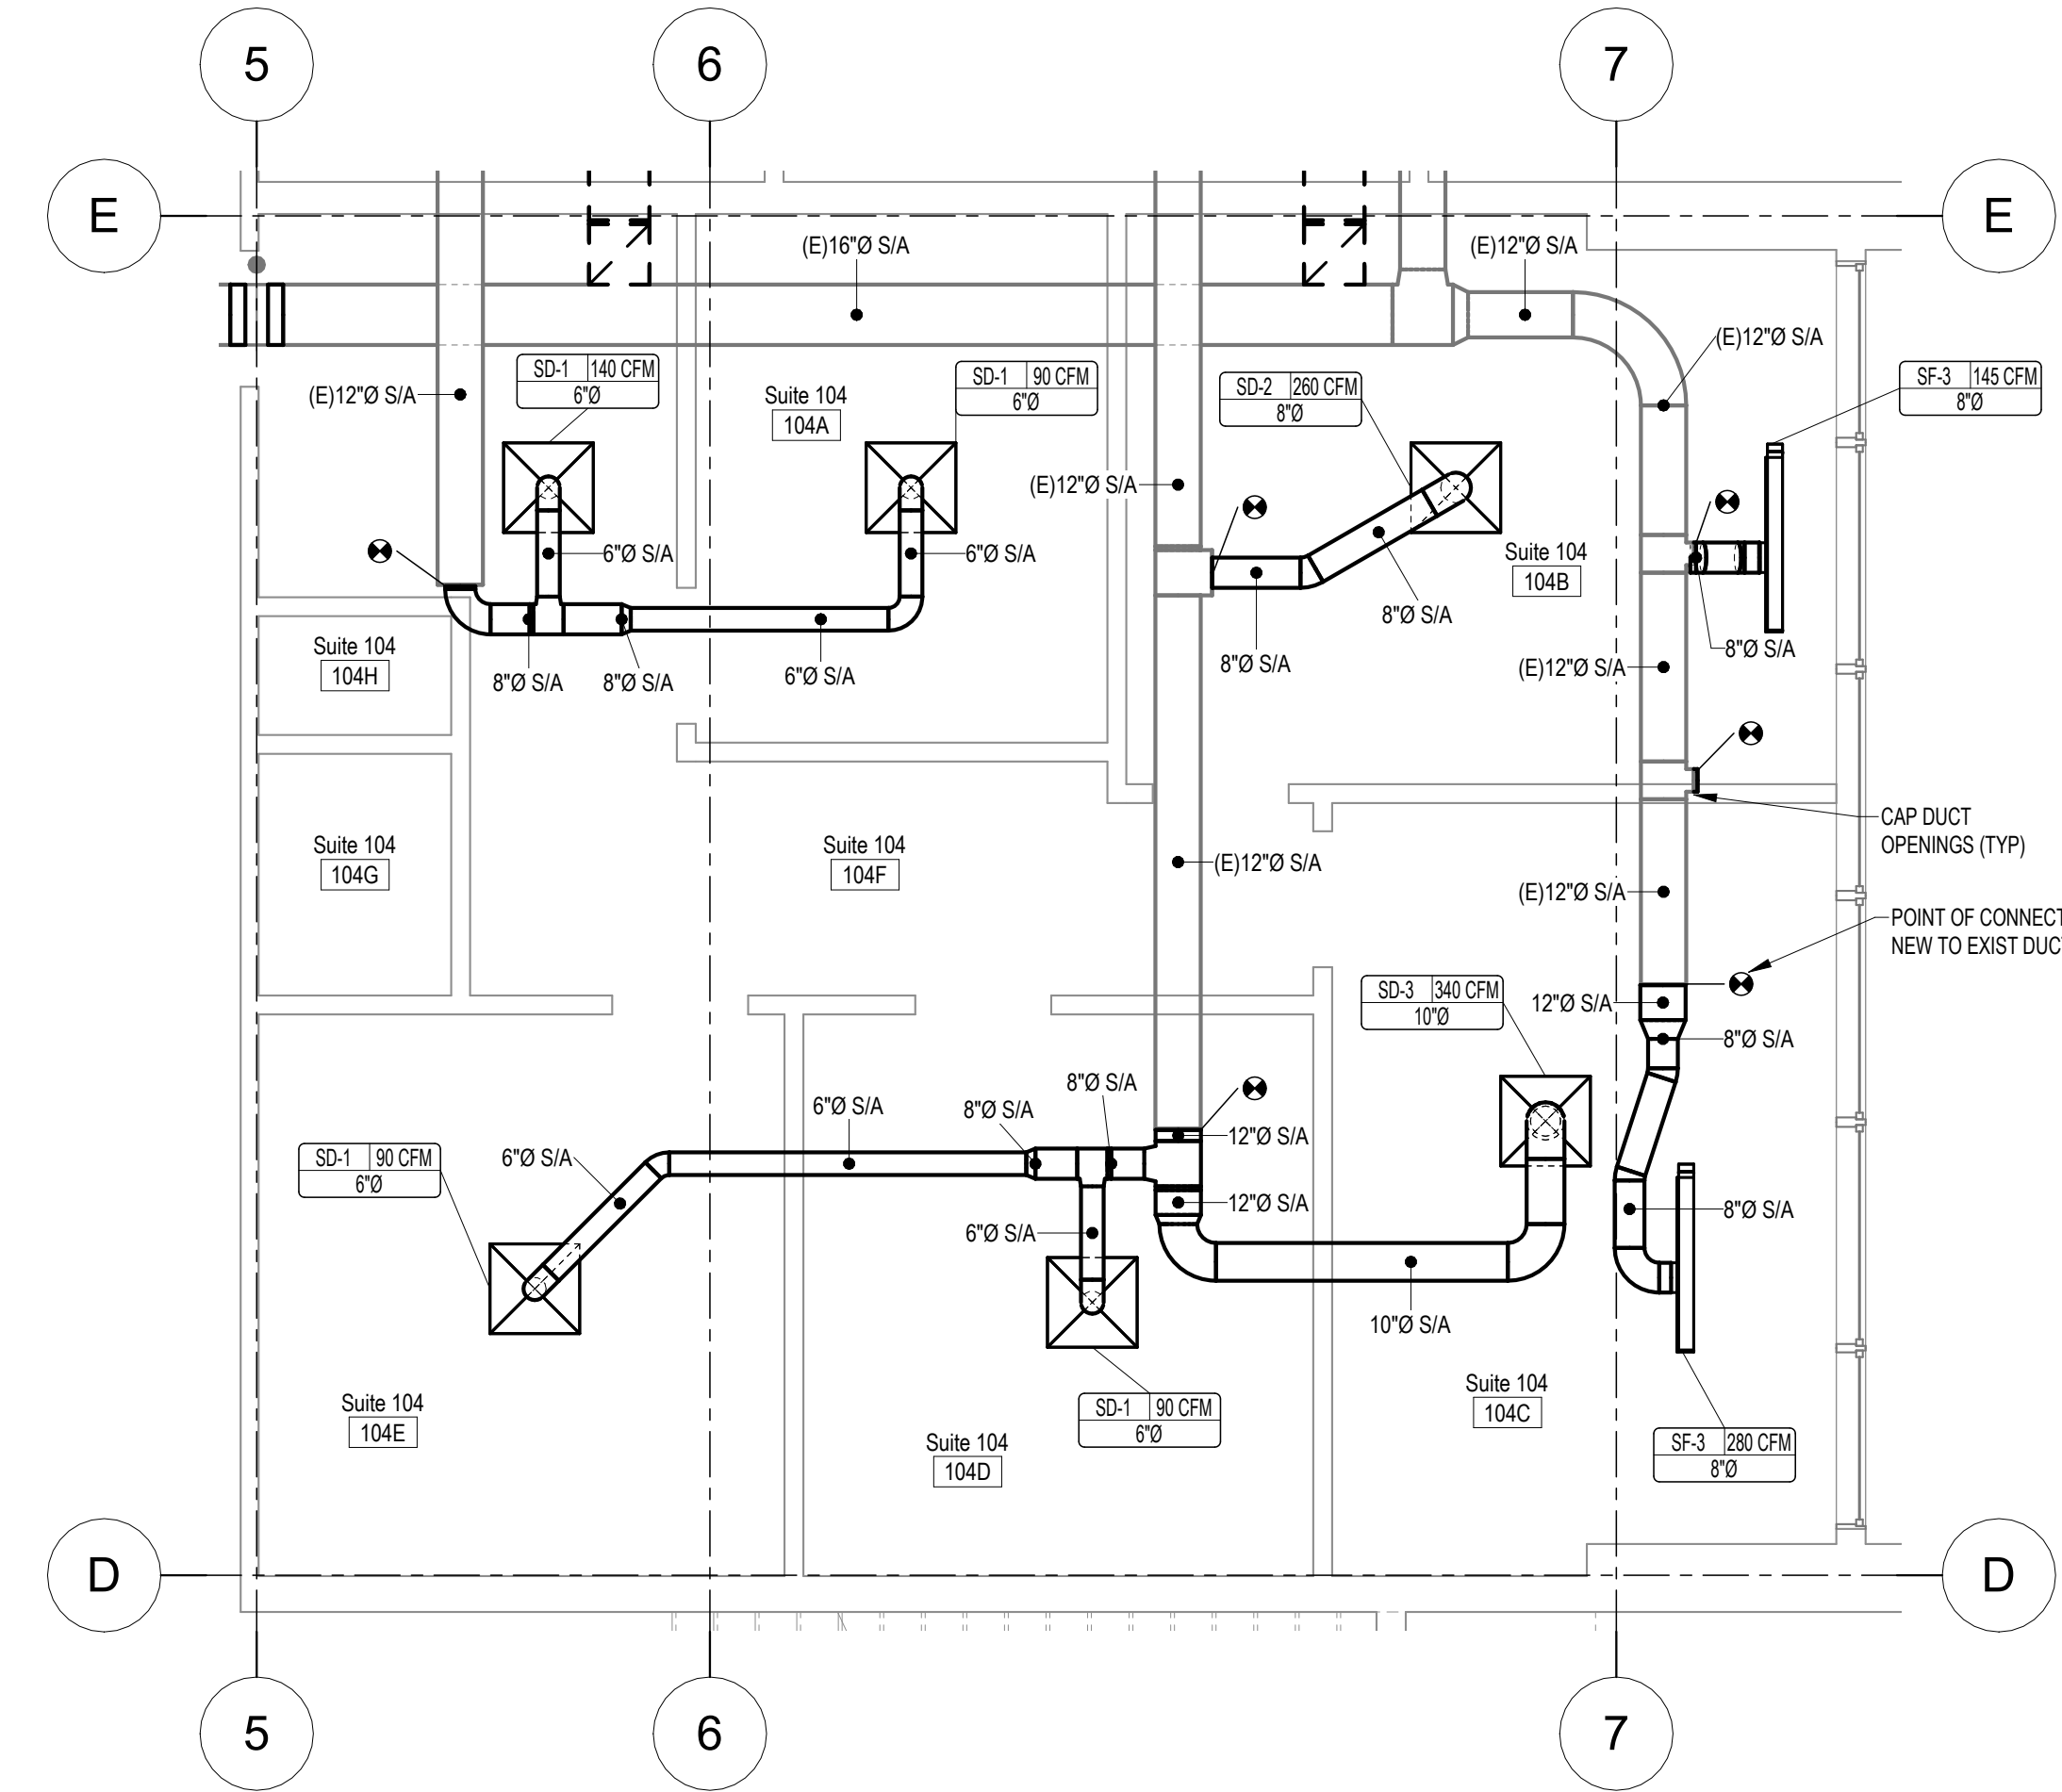 5
6
7
E
E
(E)16"Ø S/A
(E)12"Ø S/A
(E)12"Ø S/A
SD-1 140 CFM
6"Ø
SD-1 90 CFM
6"Ø
SD-2 260 CFM
8"Ø
SF-3 145 CFM
8"Ø
(E)12"Ø S/A
Suite 104
104A
(E)12"Ø S/A
6"Ø S/A
6"Ø S/A
Suite 104
104B
8"Ø S/A
8"Ø S/A
8"Ø S/A
Suite 104
104H
8"Ø S/A
8"Ø S/A
6"Ø S/A
(E)12"Ø S/A
CAP DUCT
OPENINGS (TYP)
Suite 104
104G
Suite 104
104F
(E)12"Ø S/A
(E)12"Ø S/A
POINT OF
NEW TO EXIST
SD-3 340 CFM
10"Ø
12"Ø S/A
8"Ø S/A
8"Ø S/A
6"Ø S/A
8"Ø S/A
12"Ø S/A
SD-1 90 CFM
6"Ø
6"Ø S/A
12"Ø S/A
8"Ø S/A
6"Ø S/A
10"Ø S/A
Suite 104
104E
SD-1 90 CFM
6"Ø
Suite 104
104C
Suite 104
104D
SF-3 280 CFM
8"Ø
D
D
5
6
7